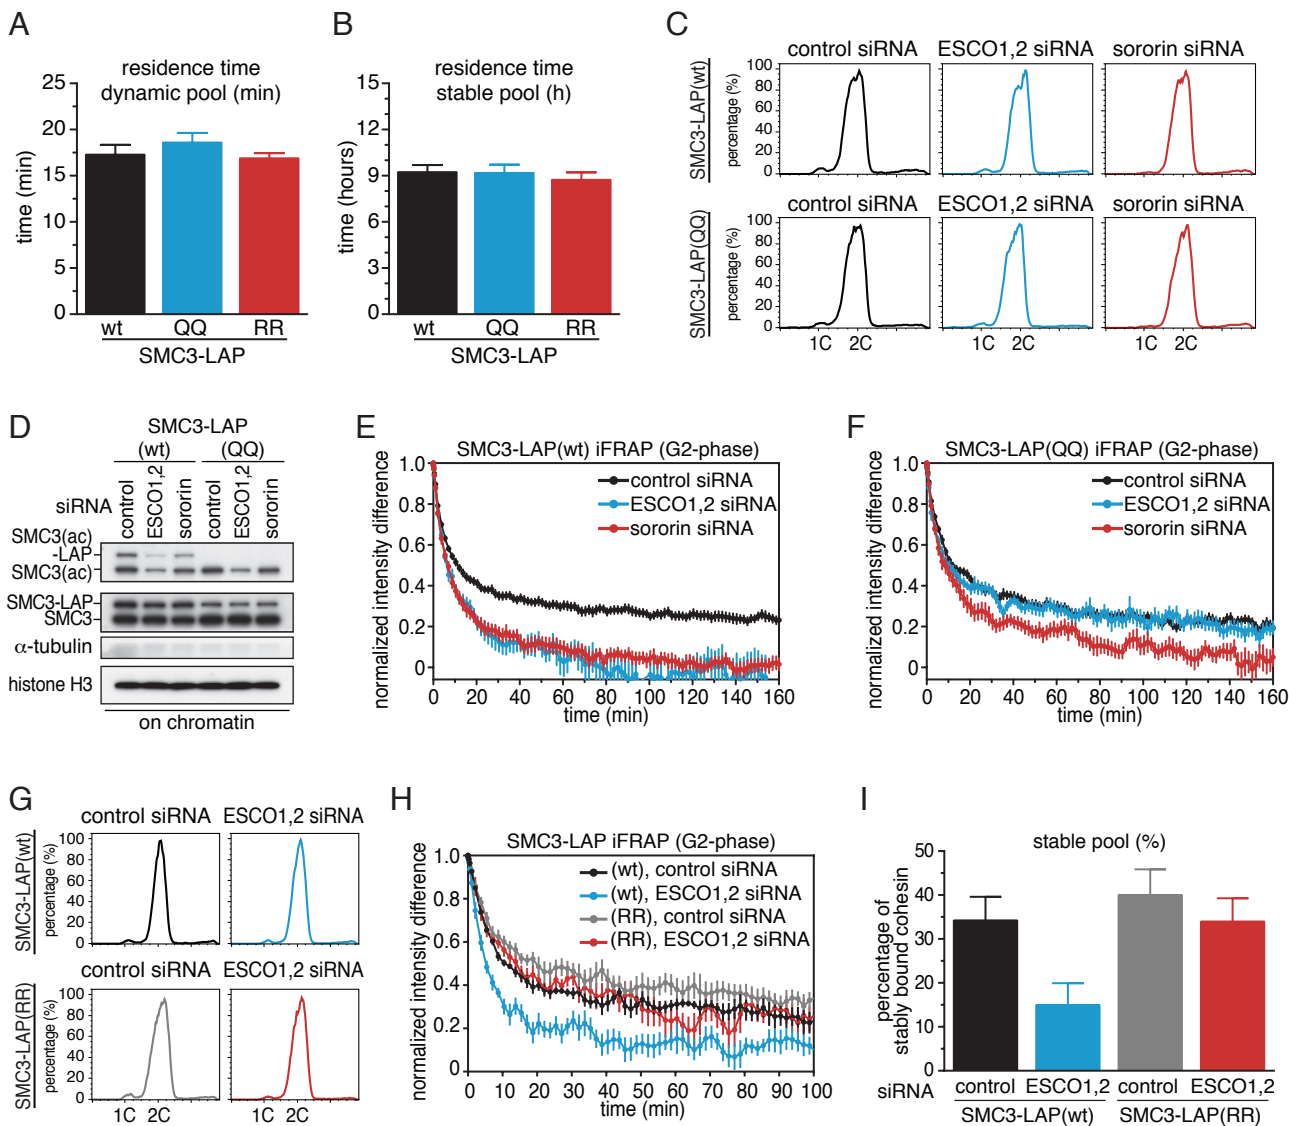 A
residence time
dynamic pool (min)
time (min)
25
20
15
10
5
0
wt QQ RR
SMC3-LAP
B
residence time
stable pool (h)
time (hours)
15
12
9
6
3
0
wt QQ RR
SMC3-LAP
C
control siRNA ESCO1,2 siRNA sororin siRNA
SMC3-LAP(wt)
percentage (%)
100
80
60
40
20
0
control siRNA ESCO1,2 siRNA sororin siRNA
SMC3-LAP(QQ)
percentage (%)
100
80
60
40
20
0
1C 2C 1C 2C 1C 2C
D
SMC3-LAP
(wt) (QQ)
siRNA control ESCO1,2 sororin control ESCO1,2 sororin
SMC3(ac)
-LAP
SMC3(ac)
SMC3-LAP
SMC3
α-tubulin
histone H3
on chromatin
E
SMC3-LAP(wt) iFRAP (G2-phase)
normalized intensity difference
1.0
0.8
0.6
0.4
0.2
0
control siRNA
ESCO1,2 siRNA
sororin siRNA
0 20 40 60 80 100 120 140 160
time (min)
F
SMC3-LAP(QQ) iFRAP (G2-phase)
normalized intensity difference
1.0
0.8
0.6
0.4
0.2
0
control siRNA
ESCO1,2 siRNA
sororin siRNA
0 20 40 60 80 100 120 140 160
time (min)
G
control siRNA ESCO1,2 siRNA
SMC3-LAP(wt)
percentage (%)
100
80
60
40
20
0
control siRNA ESCO1,2 siRNA
SMC3-LAP(RR)
percentage (%)
100
80
60
40
20
0
1C 2C 1C 2C
H
SMC3-LAP iFRAP (G2-phase)
normalized intensity difference
1.0
0.8
0.6
0.4
0.2
0
(wt), control siRNA
(wt), ESCO1,2 siRNA
(RR), control siRNA
(RR), ESCO1,2 siRNA
0 10 20 30 40 50 60 70 80 90 100
time (min)
I
stable pool (%)
percentage of
stably bound cohesin
50
40
30
20
10
0
siRNA control ESCO1,2 control ESCO1,2
SMC3-LAP(wt) SMC3-LAP(RR)